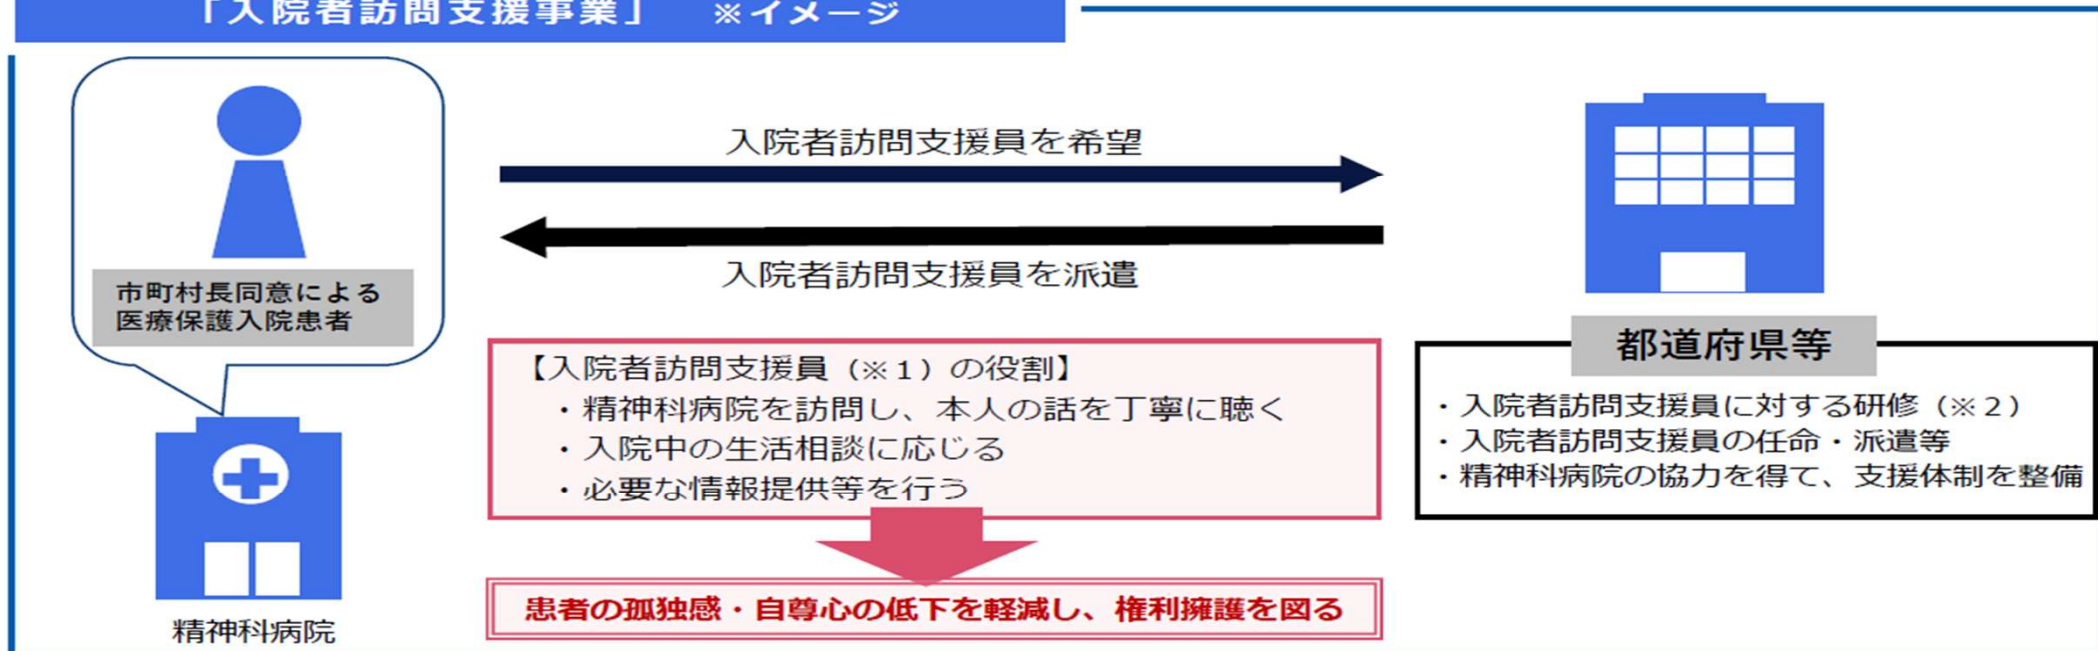 「入院者訪問支援事業」 ※イメージ
入院者訪問支援員を希望
入院者訪問支援員を派遣
市町村長同意による
医療保護入院患者
精神科病院
【入院者訪問支援員（※１）の役割】
・精神科病院を訪問し、本人の話を丁寧に聴く
・入院中の生活相談に応じる
・必要な情報提供等を行う
患者の孤独感・自尊心の低下を軽減し、権利擁護を図る
都道府県等
・入院者訪問支援員に対する研修（※２）
・入院者訪問支援員の任命・派遣等
・精神科病院の協力を得て、支援体制を整備